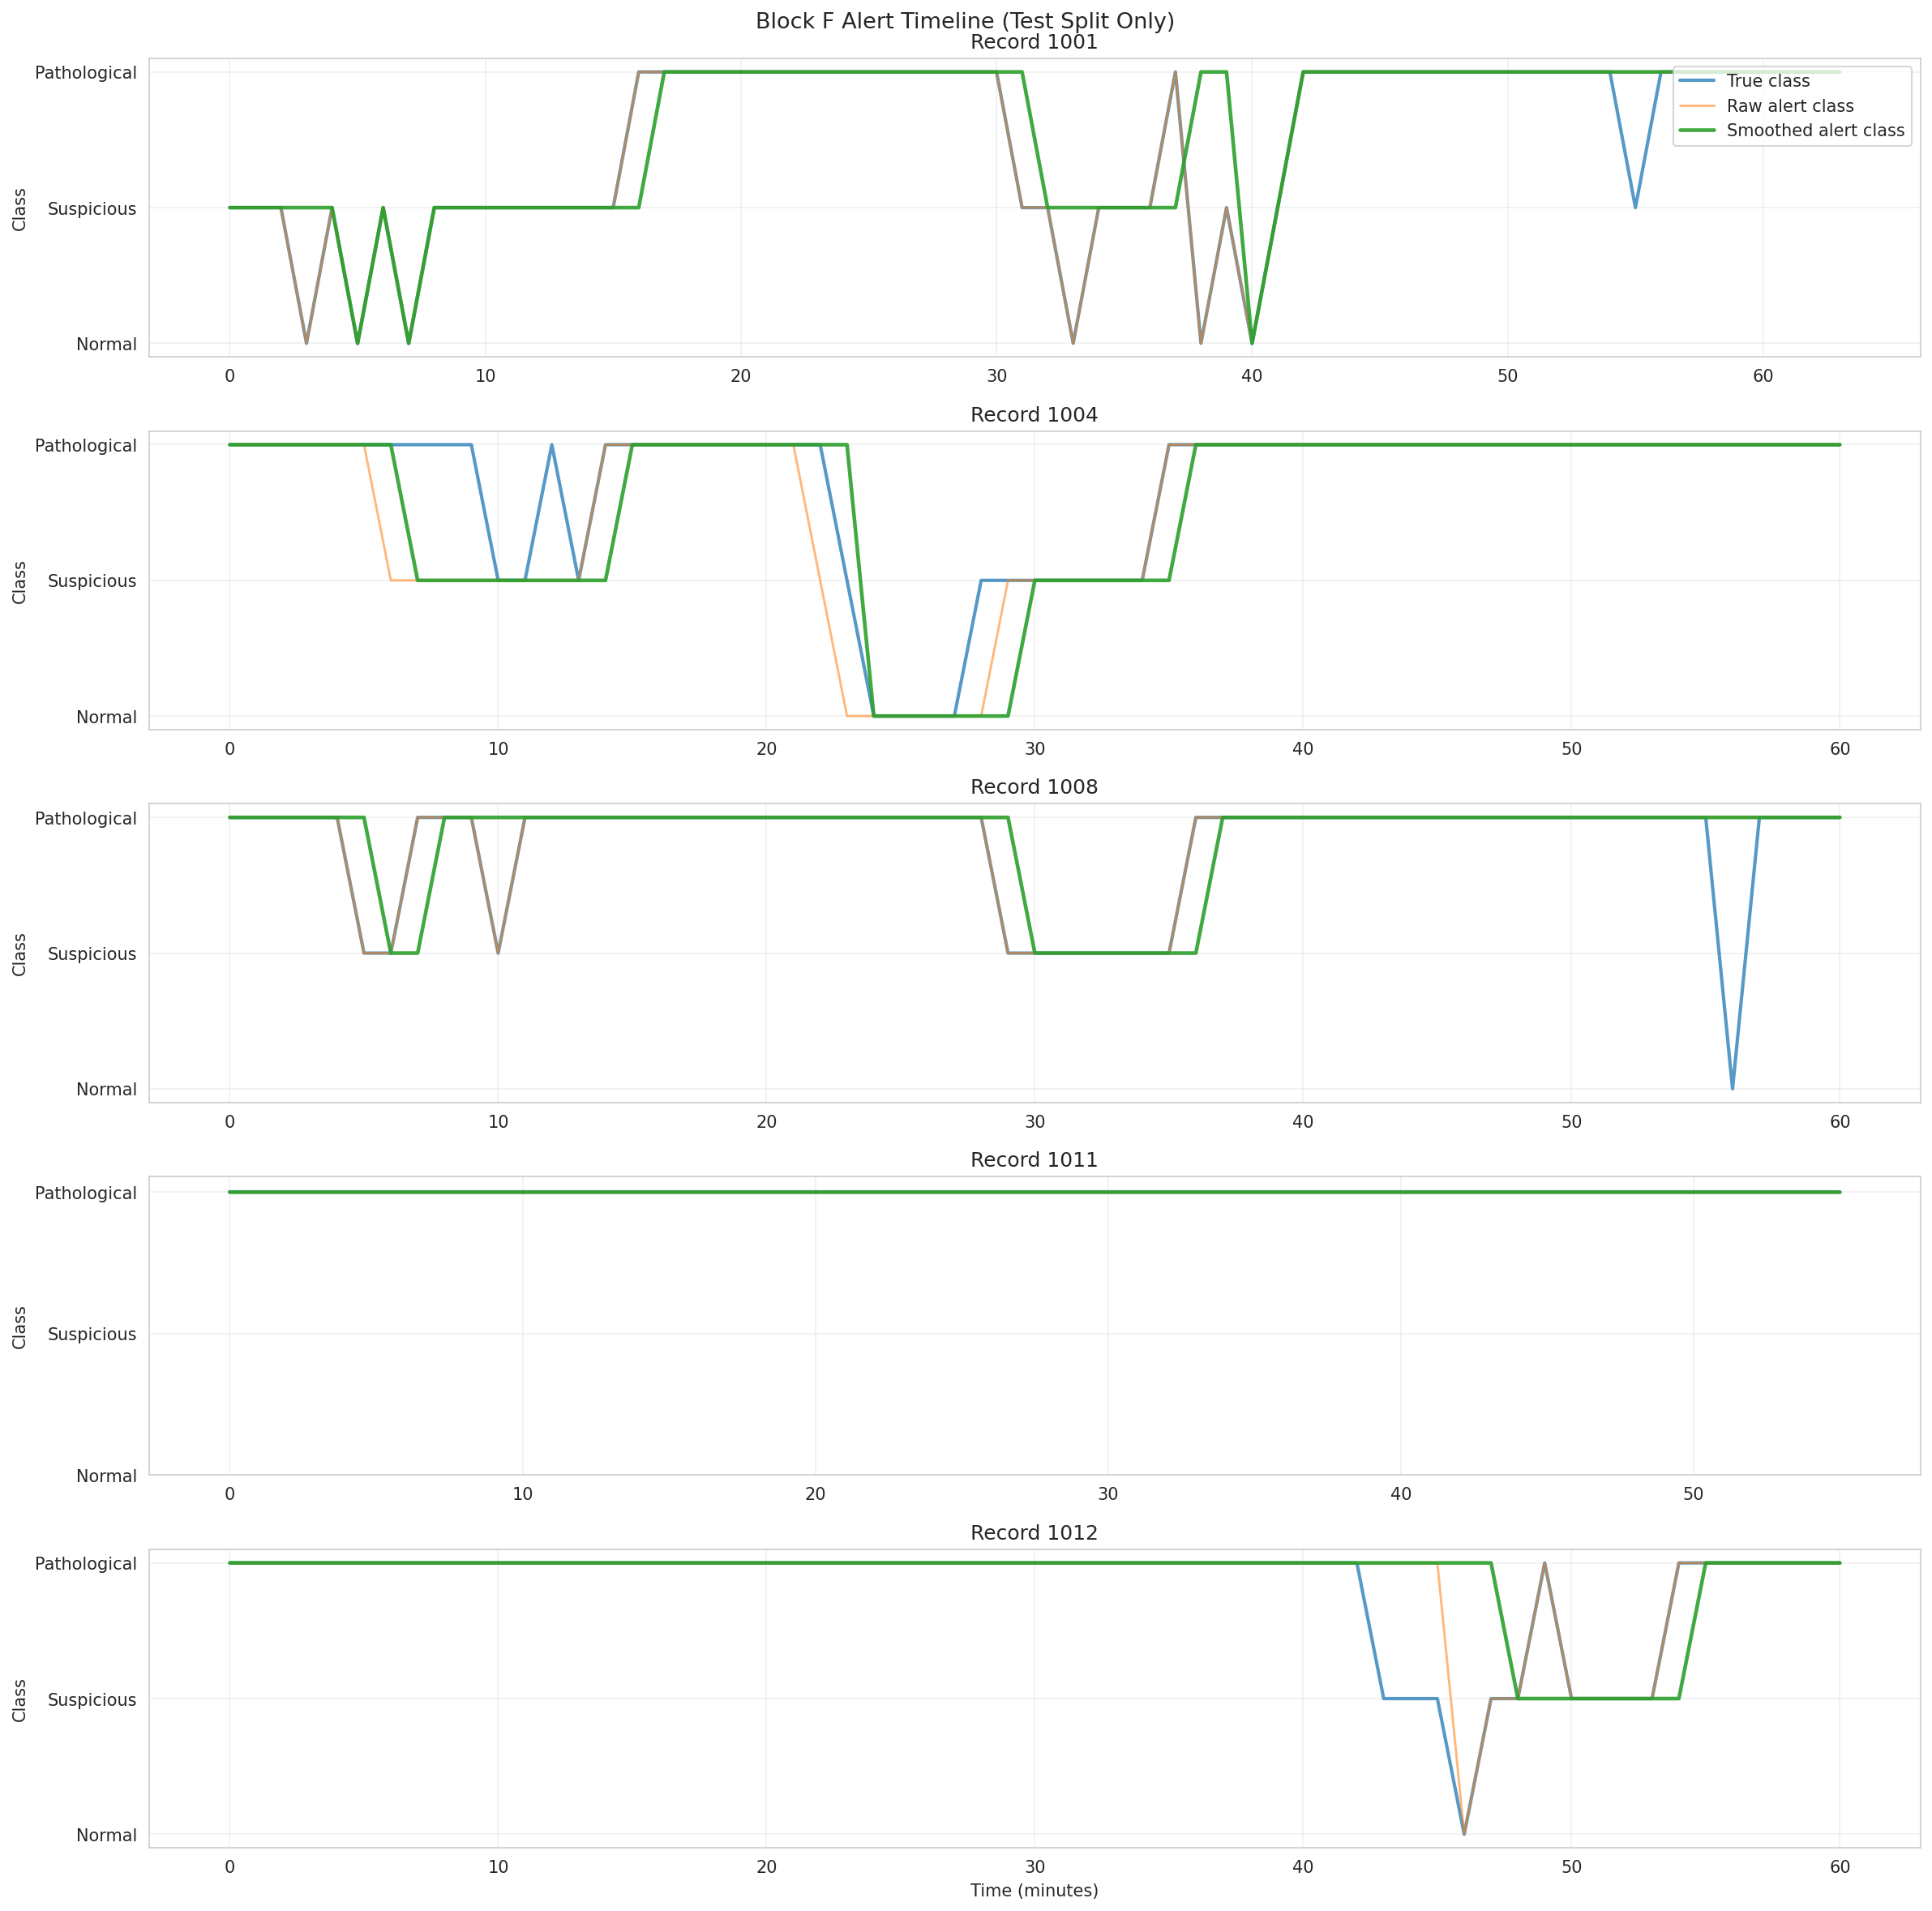 Block F Alert Timeline (Test Split Only)
Record 1001
Pathological
Suspicious
Normal
Class
True class
Raw alert class
Smoothed alert class
0 10 20 30 40 50 60
Record 1004
Pathological
Suspicious
Normal
Class
0 10 20 30 40 50 60
Record 1008
Pathological
Suspicious
Normal
Class
0 10 20 30 40 50 60
Record 1011
Pathological
Suspicious
Normal
Class
0 10 20 30 40 50
Record 1012
Pathological
Suspicious
Normal
Class
0 10 20 30 40 50 60
Time (minutes)